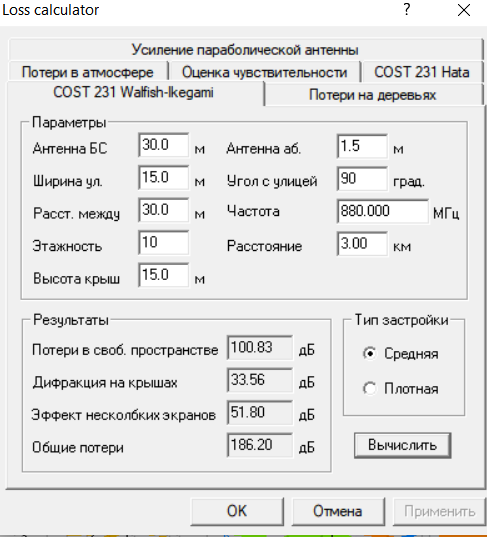 Loss calculator
Усиление параболической антенны
Потери в атмосфере Оценка чувствительности COST 231 Hata
COST 231 Walfish-Ikegami Потери на деревьях
Параметры
Антенна БС 30.0 м Антенна аб. 1.5 м
Ширина ул. 15.0 м Угол с улицей 90 град.
Расст. между 30.0 м Частота 880.000 МГц
Этажность 10 Расстояние 3.00 км
Высота крыш 15.0 м
Результаты Тип застройки
Потери в своб. пространстве 100.83 дБ Средняя
Дифракция на крышах 33.56 дБ Плотная
Эффект несколбких экранов 51.80 дБ
Общие потери 186.20 дБ Вычислить
OK Отмена Применить